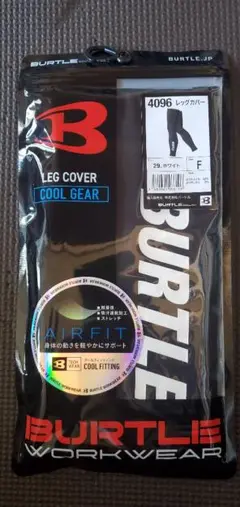 BURTLE
BURTLE.JP
B
4096 レッグカバー
LEG COVER
COOL GEAR
29.ホワイト
F
BURTLE
BURTLE
AIRFIT
身体の動きを軽やかにサポート
COOL FITTING
BURTLE
WORKWEAR